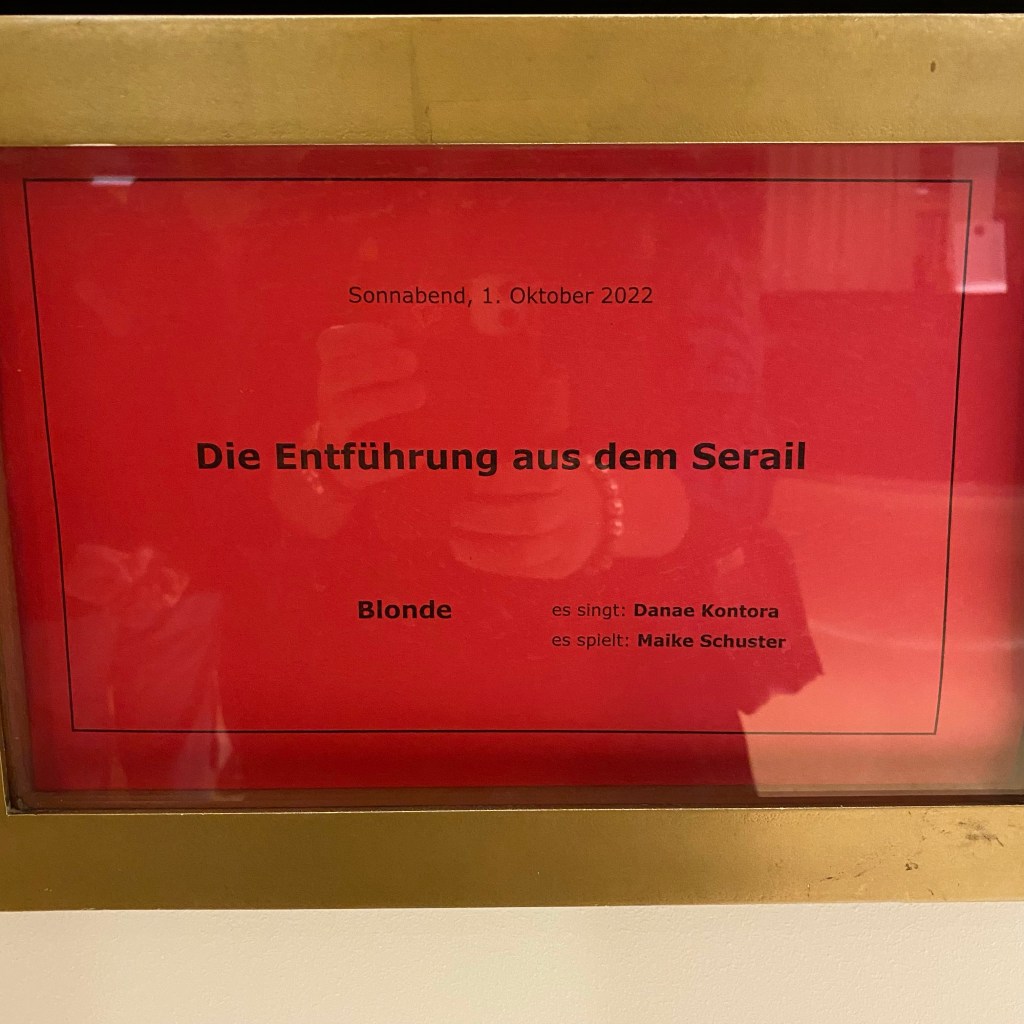 Sonnabend, 1. Oktober 2022
Die Entführung aus dem Serail
Blonde es singt: Danae Kontora
es spielt: Maike Schuster